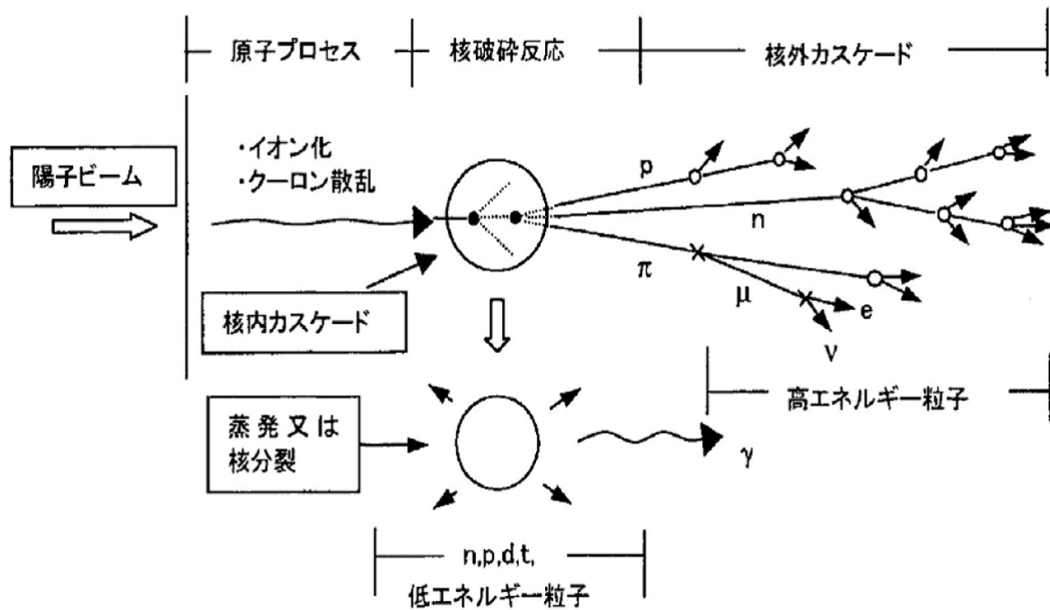 原子プロセス
核破砕反応
核外カスケード
陽子ビーム
・イオン化
・クーロン散乱
p
n
π
μ
e
ν
核内カスケード
高エネルギー粒子
蒸発又は
核分裂
γ
n,p,d,t,
低エネルギー粒子